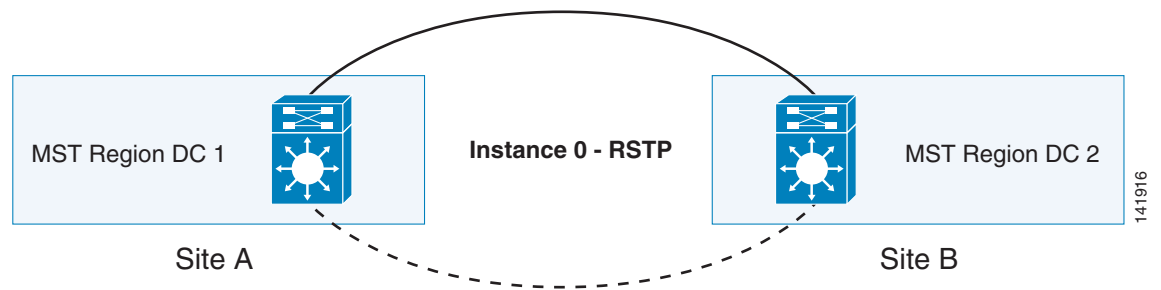 MST Region DC 1
Instance 0 - RSTP
MST Region DC 2
Site A
Site B
141916